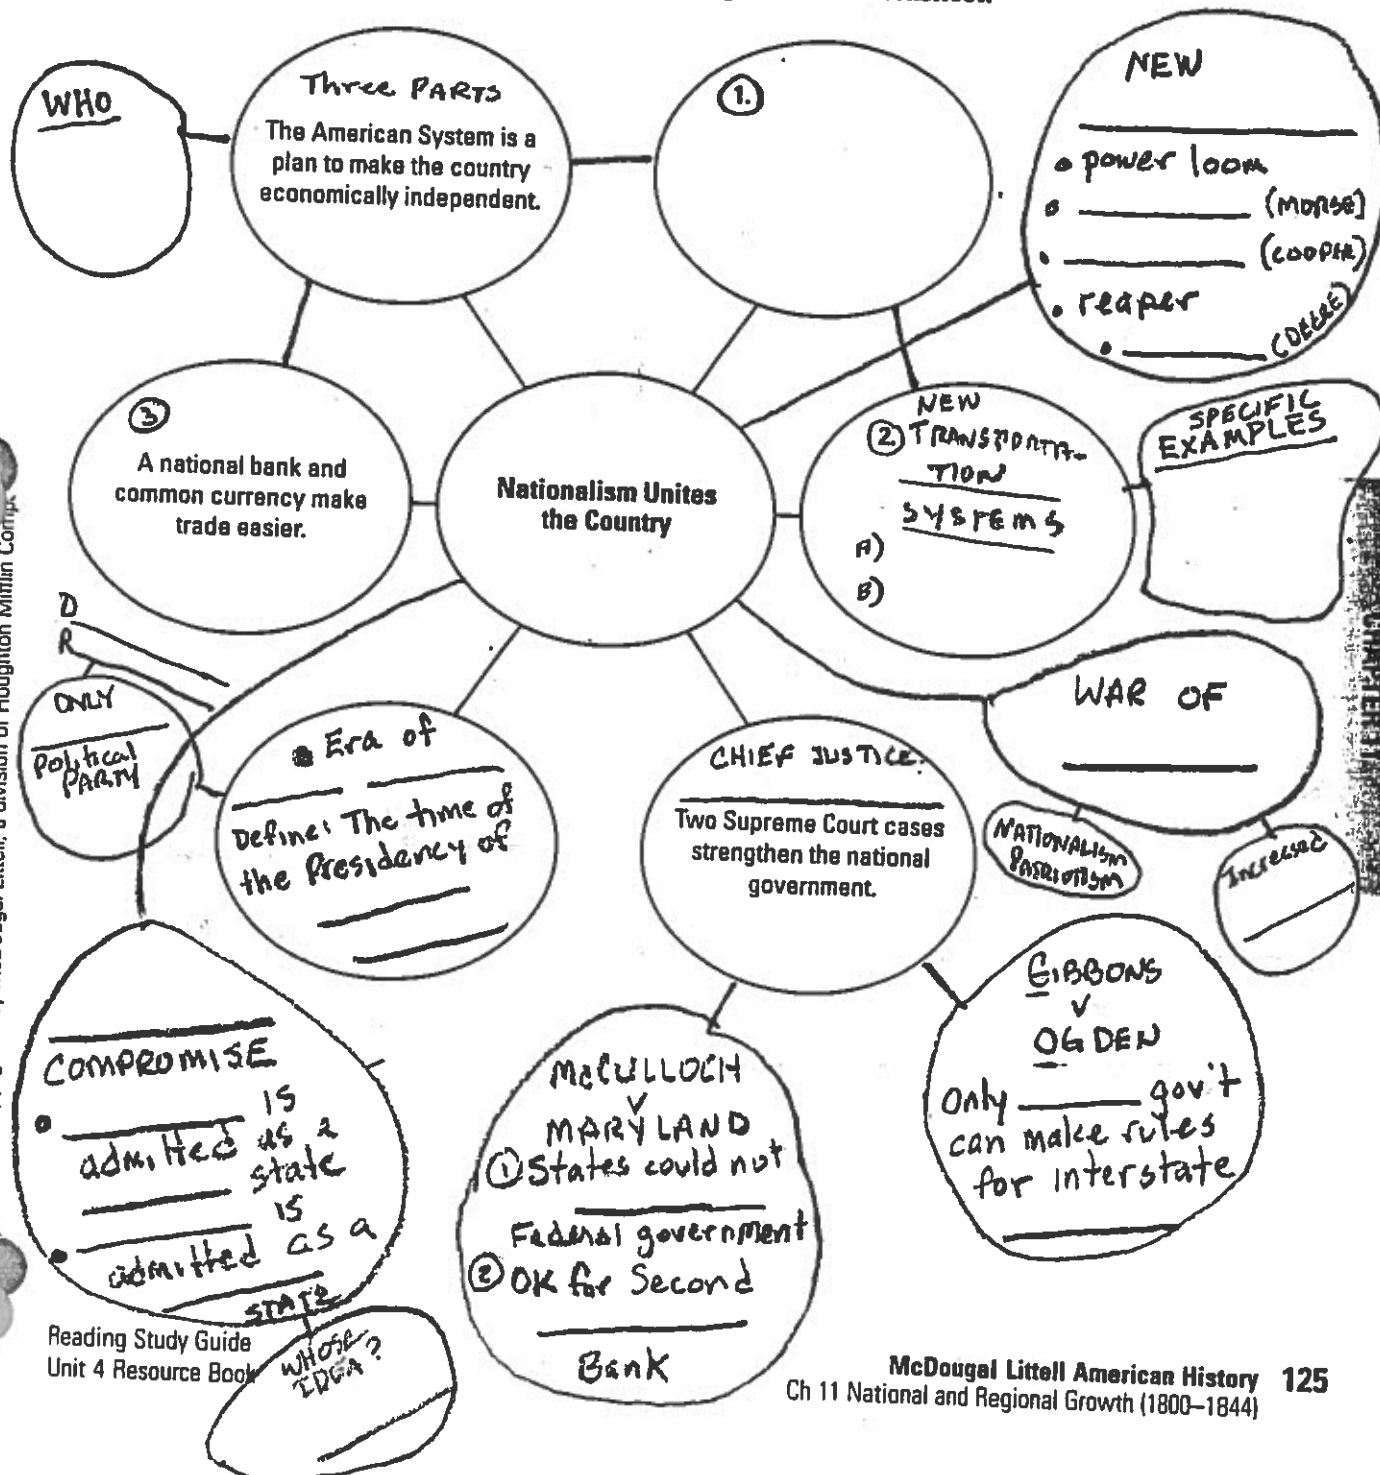 WHO
Three PARTS
The American System is a
plan to make the country
economically independent.
1.
NEW
• power loom
• (MORSE)
• (COOPER)
• reaper
• (DEERE)
3
A national bank and
common currency make
trade easier.
Nationalism Unites
the Country
NEW
2. TRANSPORTA-
TION
SYSTEMS
A)
B)
SPECIFIC
EXAMPLES
D
R
ONLY
Political
PARTY
Era of
Define: The time of
the Presidency of
CHIEF JUSTICE:
Two Supreme Court cases
strengthen the national
government.
WAR OF
NATIONALISM
PATRIOTISM
Increased
COMPROMISE
• is
admitted as a
state
• is
admitted as a
STATE
WHOSE
IDEA?
McCULLOCH
V
MARYLAND
1 States could not
Federal government
2 OK for Second
Bank
GIBBONS
V
OGDEN
Only gov't
can make rules
for interstate
CHAPTER 11
Reading Study Guide
Unit 4 Resource Book
McDougal Littell American History 125
Ch 11 National and Regional Growth (1800–1844)